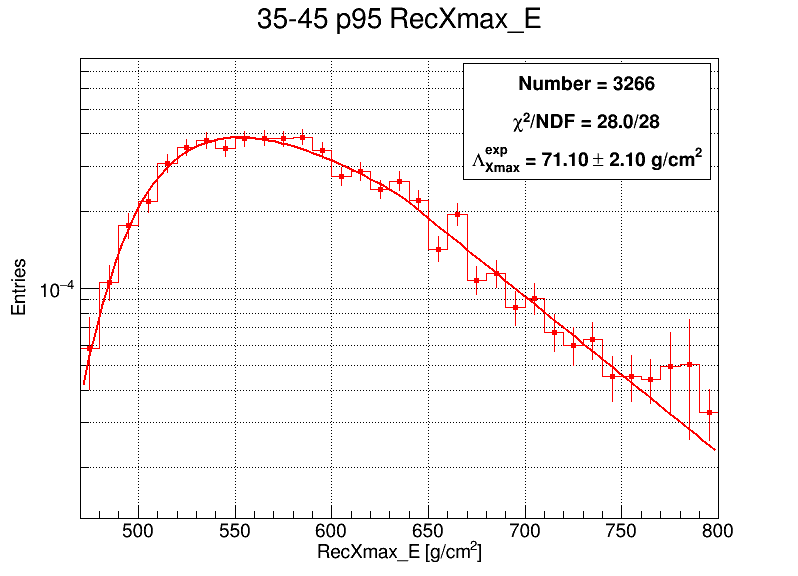 35-45 p95 RecXmax_E
Number = 3266
χ²/NDF = 28.0/28
Λ^exp_Xmax = 71.10 ± 2.10 g/cm²
Entries
10⁻⁴
500 550 600 650 700 750 800
RecXmax_E [g/cm²]